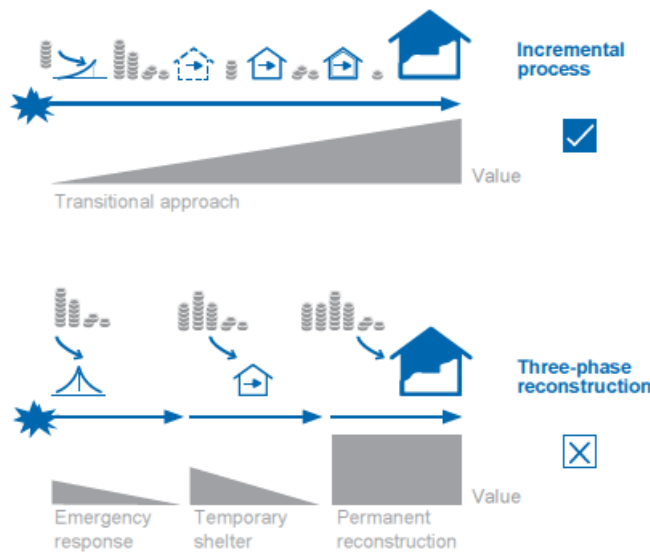 Incremental
process
Value
Transitional approach
Three-phase
reconstruction
Value
Emergency
response
Temporary
shelter
Permanent
reconstruction